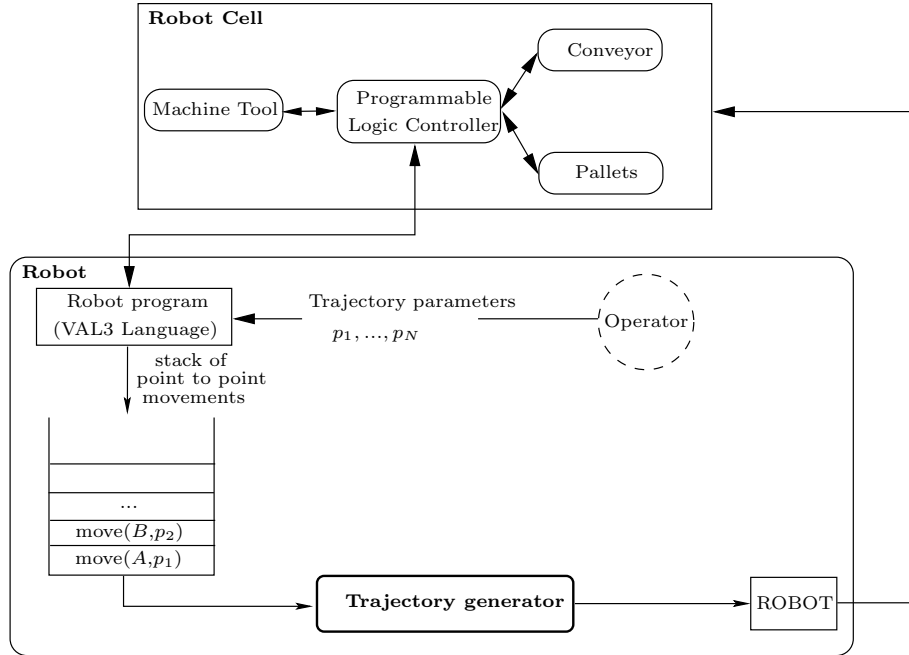 Robot Cell
Conveyor
Machine Tool
Programmable
Logic Controller
Pallets
Robot
Robot program
(VAL3 Language)
Trajectory parameters
p₁, ..., p_N
Operator
stack of
point to point
movements
...
move(B,p₂)
move(A,p₁)
Trajectory generator
ROBOT